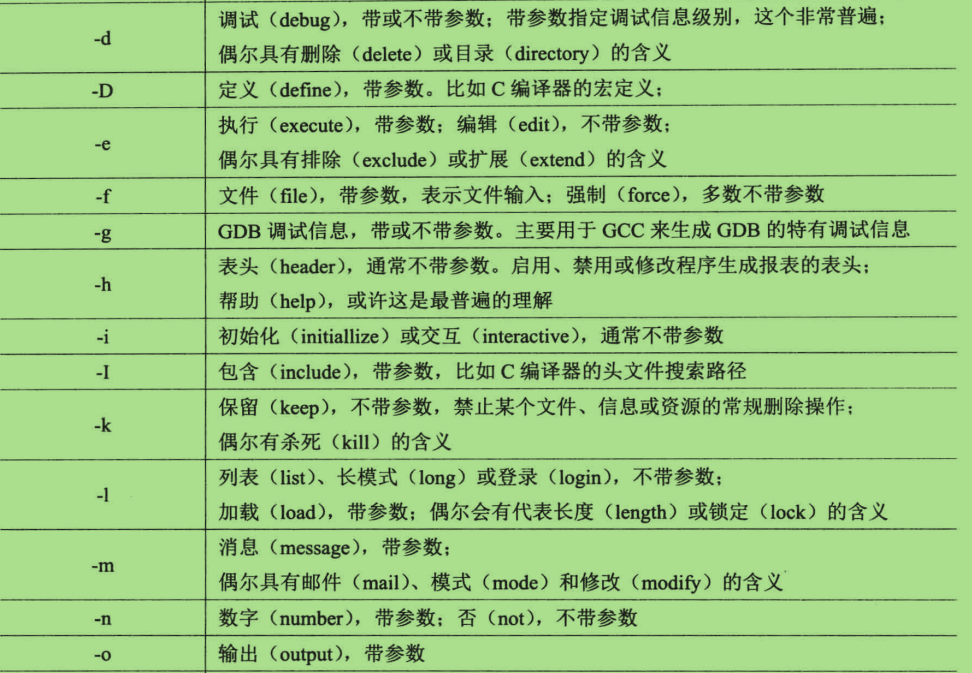 -d
调试（debug），带或不带参数；带参数指定调试信息级别，这个非常普遍；
偶尔具有删除（delete）或目录（directory）的含义
-D
定义（define），带参数。比如 C 编译器的宏定义；
-e
执行（execute），带参数；编辑（edit），不带参数；
偶尔具有排除（exclude）或扩展（extend）的含义
-f
文件（file），带参数，表示文件输入；强制（force），多数不带参数
-g
GDB 调试信息，带或不带参数。主要用于 GCC 来生成 GDB 的特有调试信息
-h
表头（header），通常不带参数。启用、禁用或修改程序生成报表的表头；
帮助（help），或许这是最普遍的理解
-i
初始化（initiallize）或交互（interactive），通常不带参数
-I
包含（include），带参数，比如 C 编译器的头文件搜索路径
-k
保留（keep），不带参数，禁止某个文件、信息或资源的常规删除操作；
偶尔有杀死（kill）的含义
-l
列表（list）、长模式（long）或登录（login），不带参数；
加载（load），带参数；偶尔会有代表长度（length）或锁定（lock）的含义
-m
消息（message），带参数；
偶尔具有邮件（mail）、模式（mode）和修改（modify）的含义
-n
数字（number），带参数；否（not），不带参数
-o
输出（output），带参数